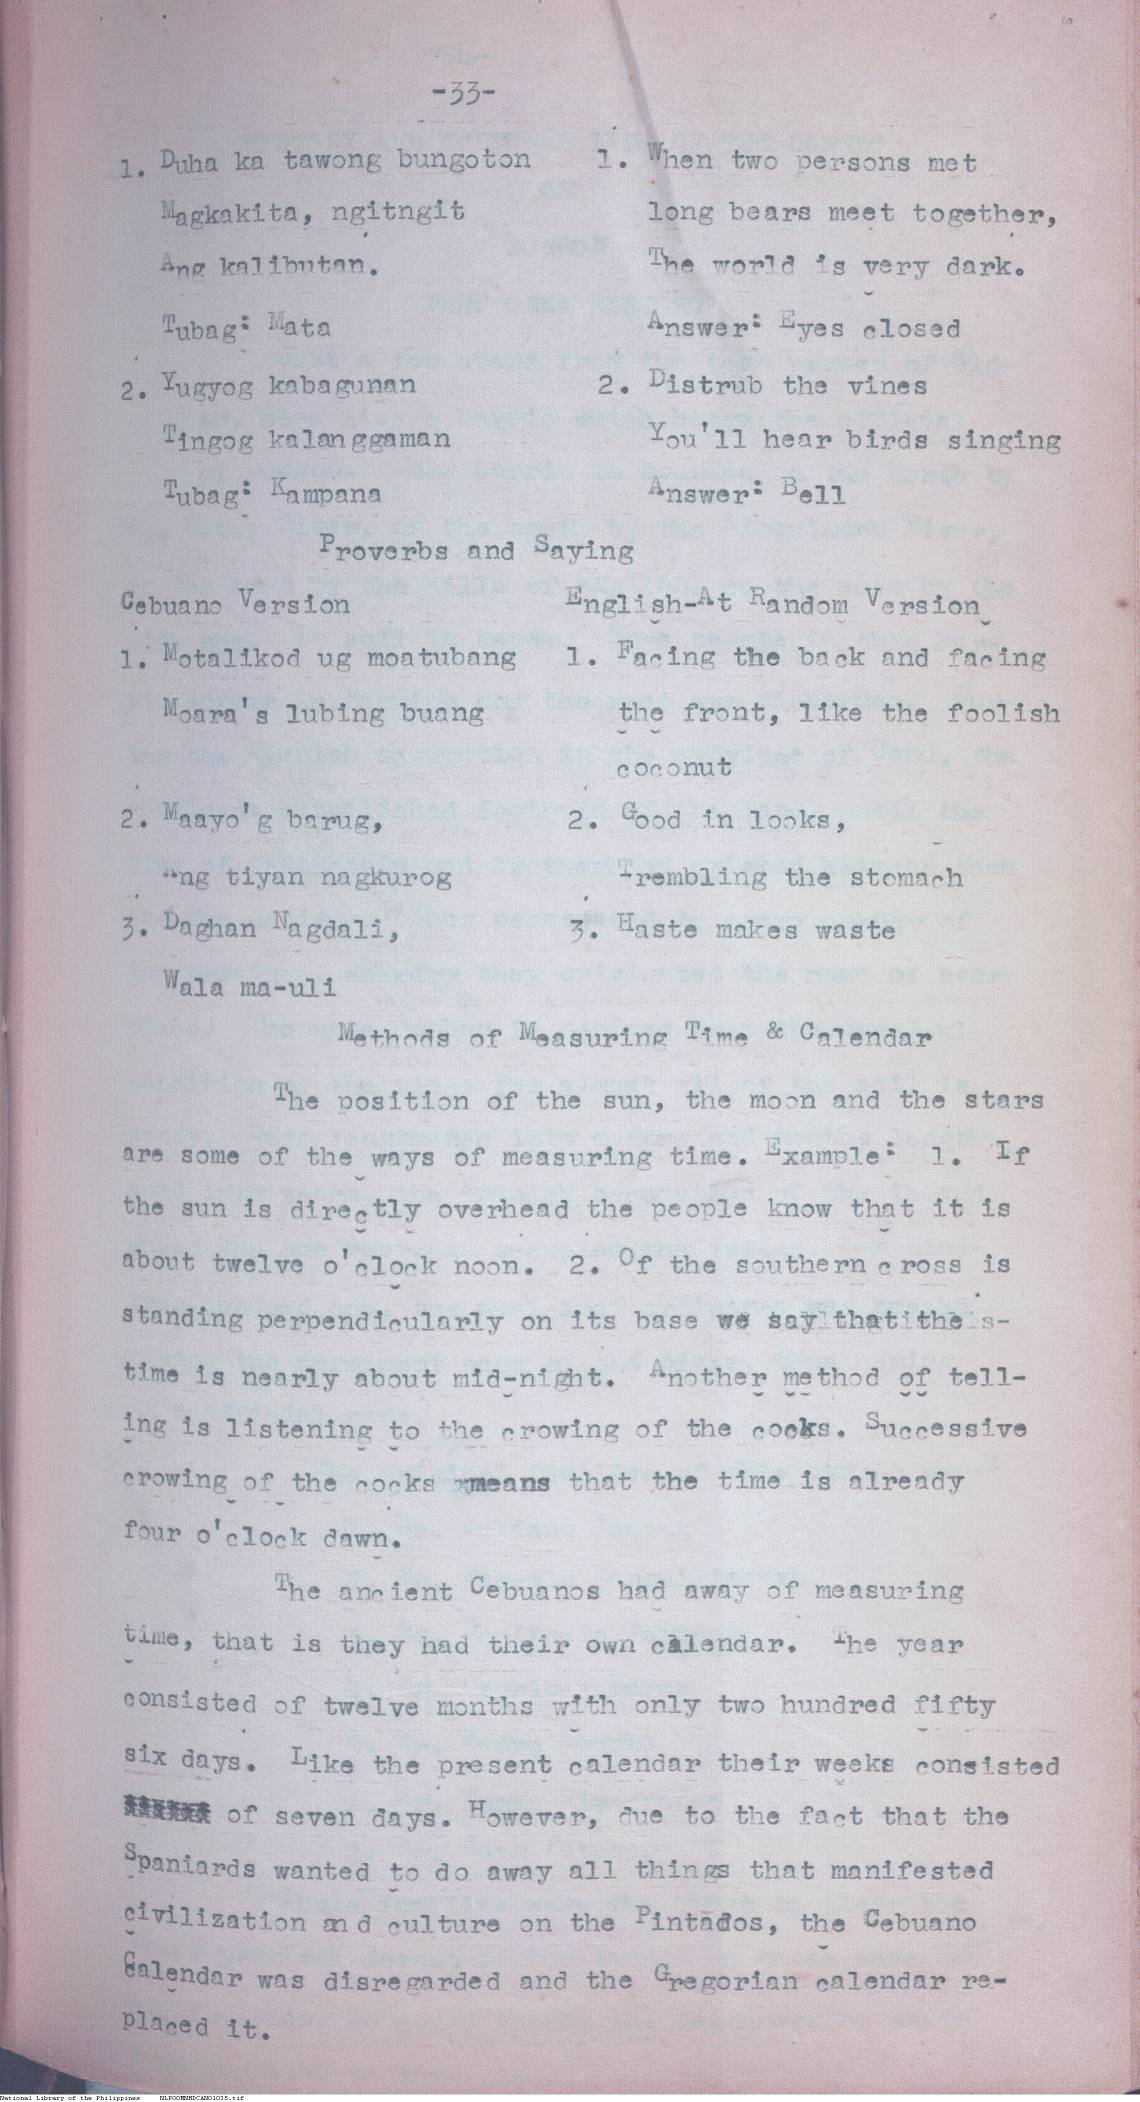 -33-
1. Duha ka tawong bungoton
Magkakita, ngitngit
Ang kalibutan.
Tubag: Mata
2. Yugyog kabagunan
Tingog kalanggaman
Tubag: Kampana
1. When two persons met
long bears meet together,
The world is very dark.
Answer: Eyes closed
2. Distrub the vines
You'll hear birds singing
Answer: Bell
Proverbs and Saying
Cebuano Version
1. Motalikod ug moatubang
Moara's lubing buang
2. Maayo'g barug,
Ang tiyan nagkurog
3. Daghan Nagdali,
Wala ma-uli
English-At Random Version
1. Facing the back and facing
the front, like the foolish
coconut
2. Good in looks,
Trembling the stomach
3. Haste makes waste
Methods of Measuring Time & Calendar
The position of the sun, the moon and the stars
are some of the ways of measuring time. Example: 1. If
the sun is directly overhead the people know that it is
about twelve o'clock noon. 2. Of the southern cross is
standing perpendicularly on its base we say that the
time is nearly about mid-night. Another method of tell-
ing is listening to the crowing of the cocks. Successive
crowing of the cocks means that the time is already
four o'clock dawn.
The ancient Cebuanos had away of measuring
time, that is they had their own calendar. The year
consisted of twelve months with only two hundred fifty
six days. Like the present calendar their weeks consisted
of seven days. However, due to the fact that the
Spaniards wanted to do away all things that manifested
civilization and culture on the Pintados, the Cebuano
Calendar was disregarded and the Gregorian calendar re-
placed it.
National Library of the Philippines NLPOOMNHDCAN01035.tif